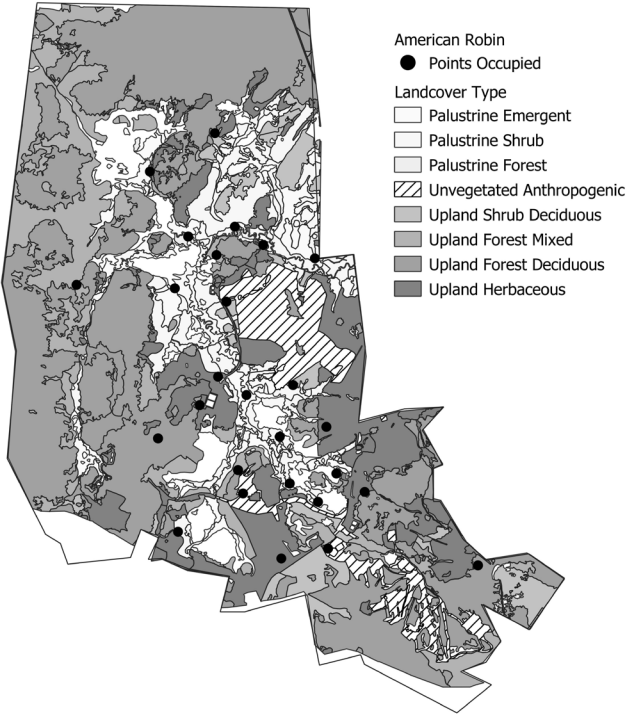 American Robin
Points Occupied
Landcover Type
Palustrine Emergent
Palustrine Shrub
Palustrine Forest
Unvegetated Anthropogenic
Upland Shrub Deciduous
Upland Forest Mixed
Upland Forest Deciduous
Upland Herbaceous